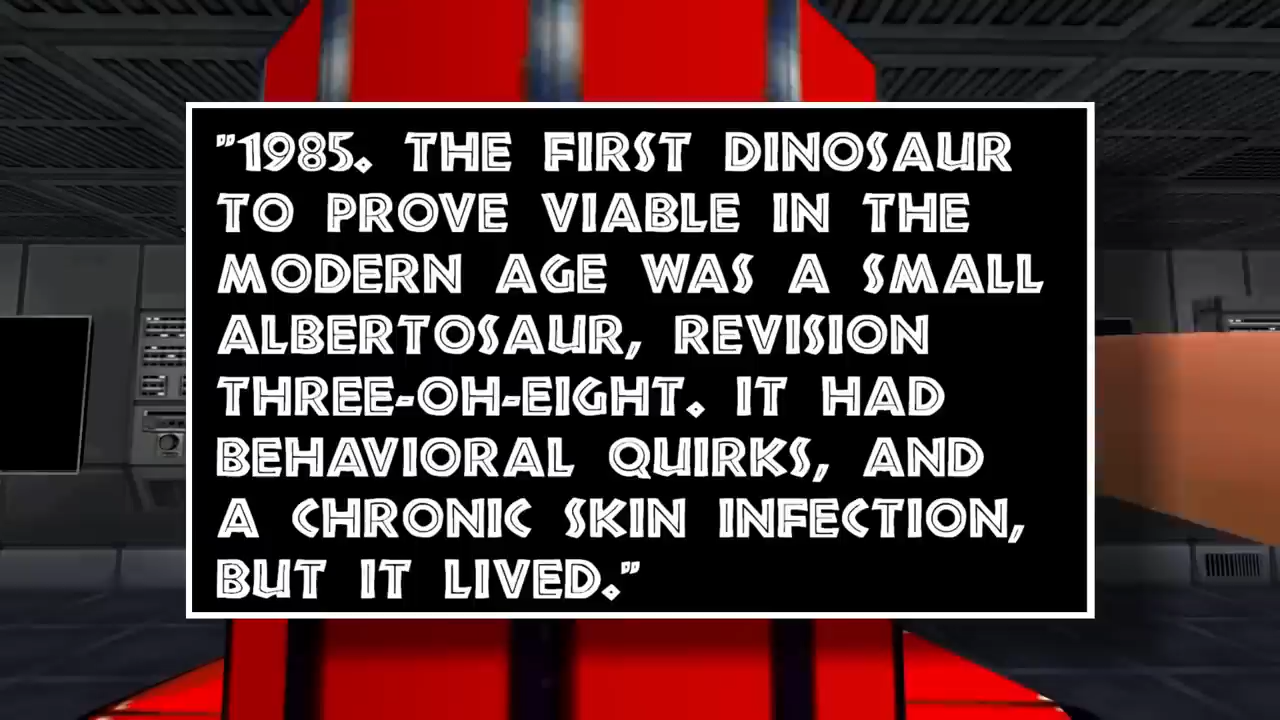 "1985. THE FIRST DINOSAUR
TO PROVE VIABLE IN THE
MODERN AGE WAS A SMALL
ALBERTOSAUR, REVISION
THREE-OH-EIGHT. IT HAD
BEHAVIORAL QUIRKS, AND
A CHRONIC SKIN INFECTION,
BUT IT LIVED."